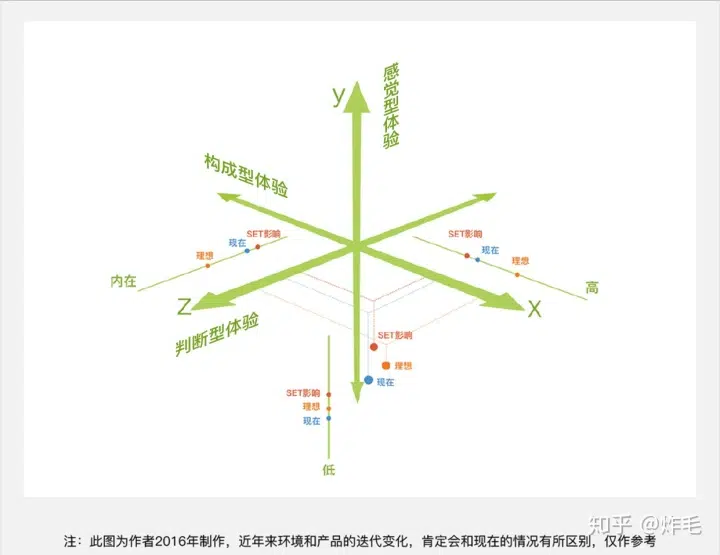 感觉型体验
y
构成型体验
SET影响
现在
理想
内在
SET影响
现在
理想
高
Z
X
判断型体验
SET影响
理想
现在
SET影响
理想
现在
低
知乎 @炸毛
注：此图为作者2016年制作，近年来环境和产品的迭代变化，肯定会和现在的情况有所区别，仅作参考